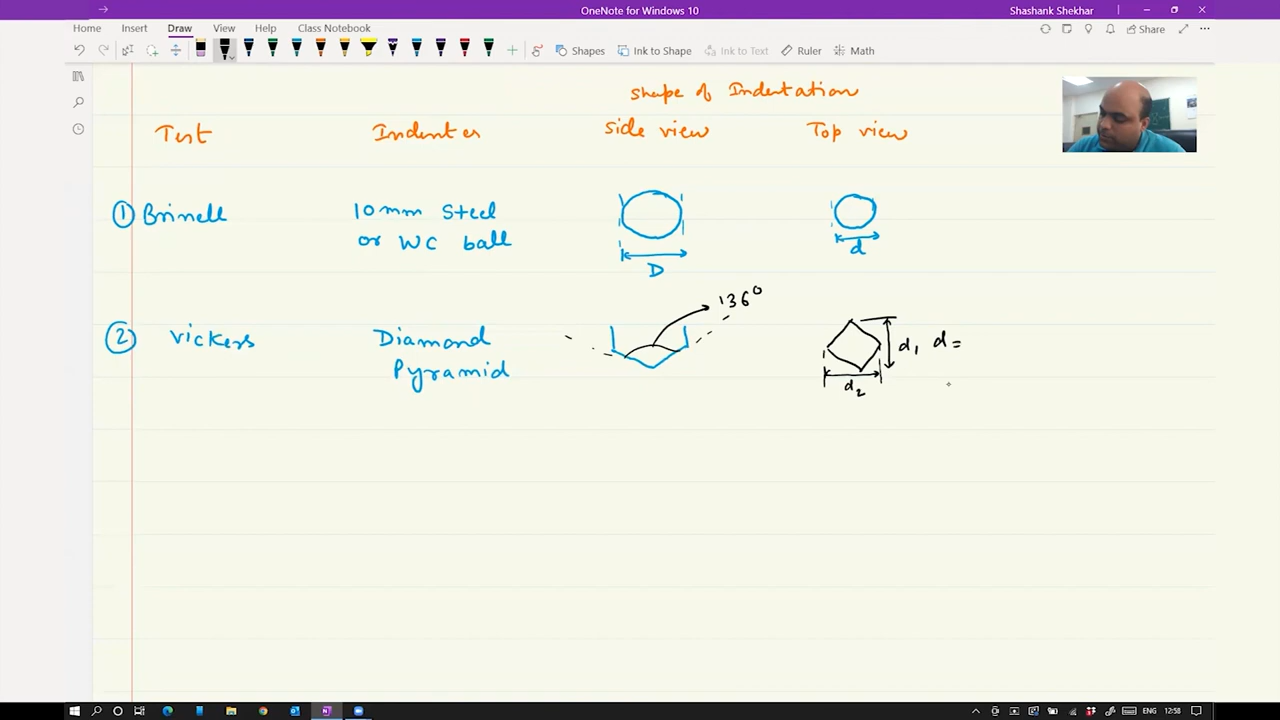 OneNote for Windows 10
Shashank Shekhar
Home Insert Draw View Help Class Notebook
Share
Shapes Ink to Shape Ink to Text Ruler Math
Shape of Indentation
Test Indenter Side view Top view
① Brinell 10mm Steel or WC ball D d
② Vickers Diamond Pyramid 136° d1 d2 d =
ENG 12:58